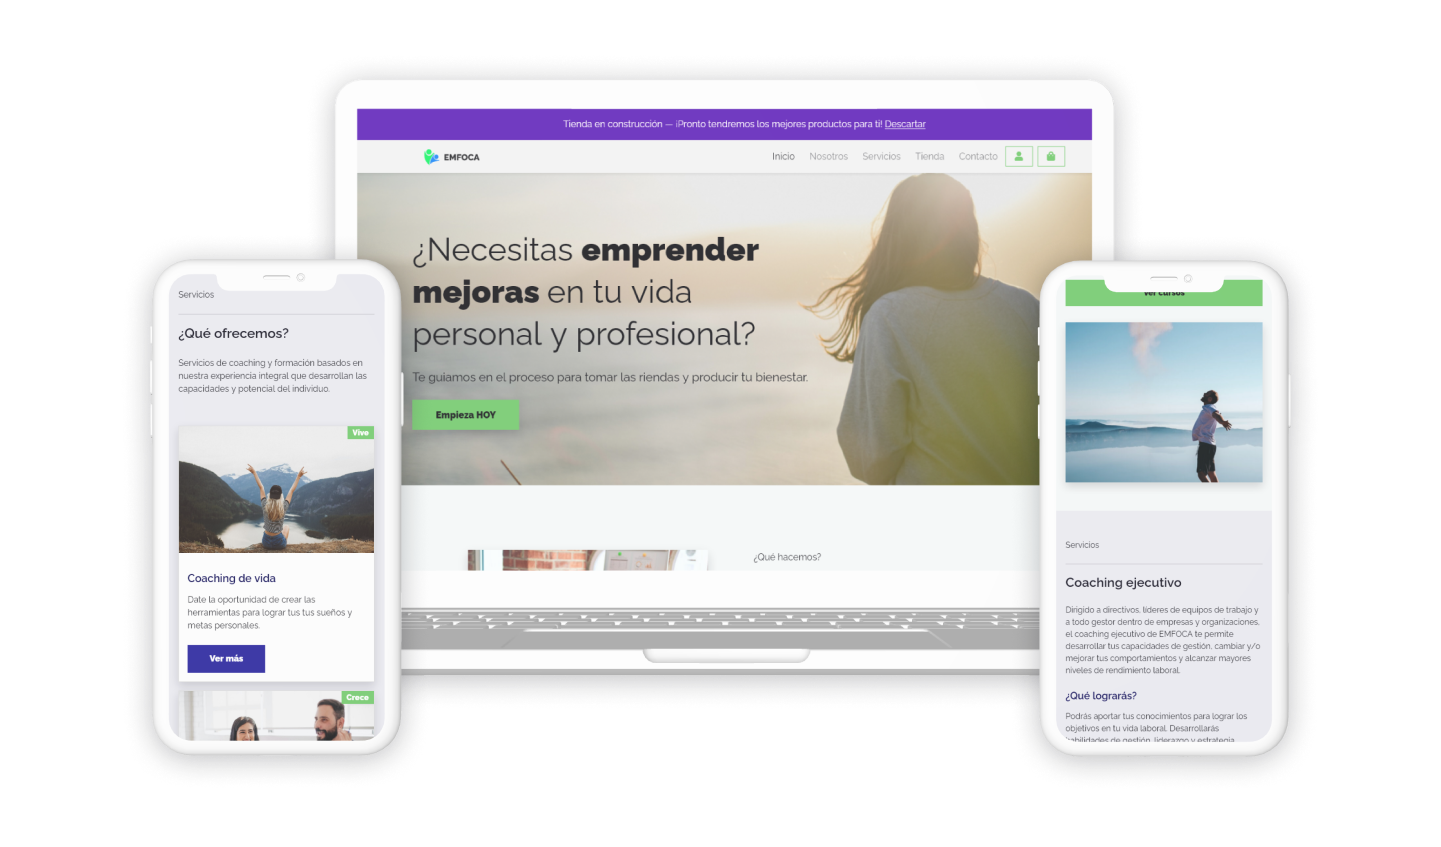 Tienda en construcción — ¡Pronto tendremos los mejores productos para ti! Descartar
EMFOCA
Inicio Nosotros Servicios Tienda Contacto
¿Necesitas emprender
mejoras en tu vida
personal y profesional?
Te guiamos en el proceso para tomar las riendas y producir tu bienestar.
Empieza HOY
¿Qué hacemos?
Servicios
¿Qué ofrecemos?
Servicios de coaching y formación basados en
nuestra experiencia integral que desarrollan las
capacidades y potencial del individuo.
Vive
Coaching de vida
Date la oportunidad de crear las
herramientas para lograr tus tus sueños y
metas personales.
Ver más
Crece
Ver cursos
Servicios
Coaching ejecutivo
Dirigido a directivos, líderes de equipos de trabajo y
a todo gestor dentro de empresas y organizaciones,
el coaching ejecutivo de EMFOCA te permite
desarrollar tus capacidades de gestión, cambiar y/o
mejorar tus comportamientos y alcanzar mayores
niveles de rendimiento laboral.
¿Qué lograrás?
Podrás aportar tus conocimientos para lograr los
objetivos en tu vida laboral. Desarrollarás
habilidades de gestión, liderazgo y estrategia